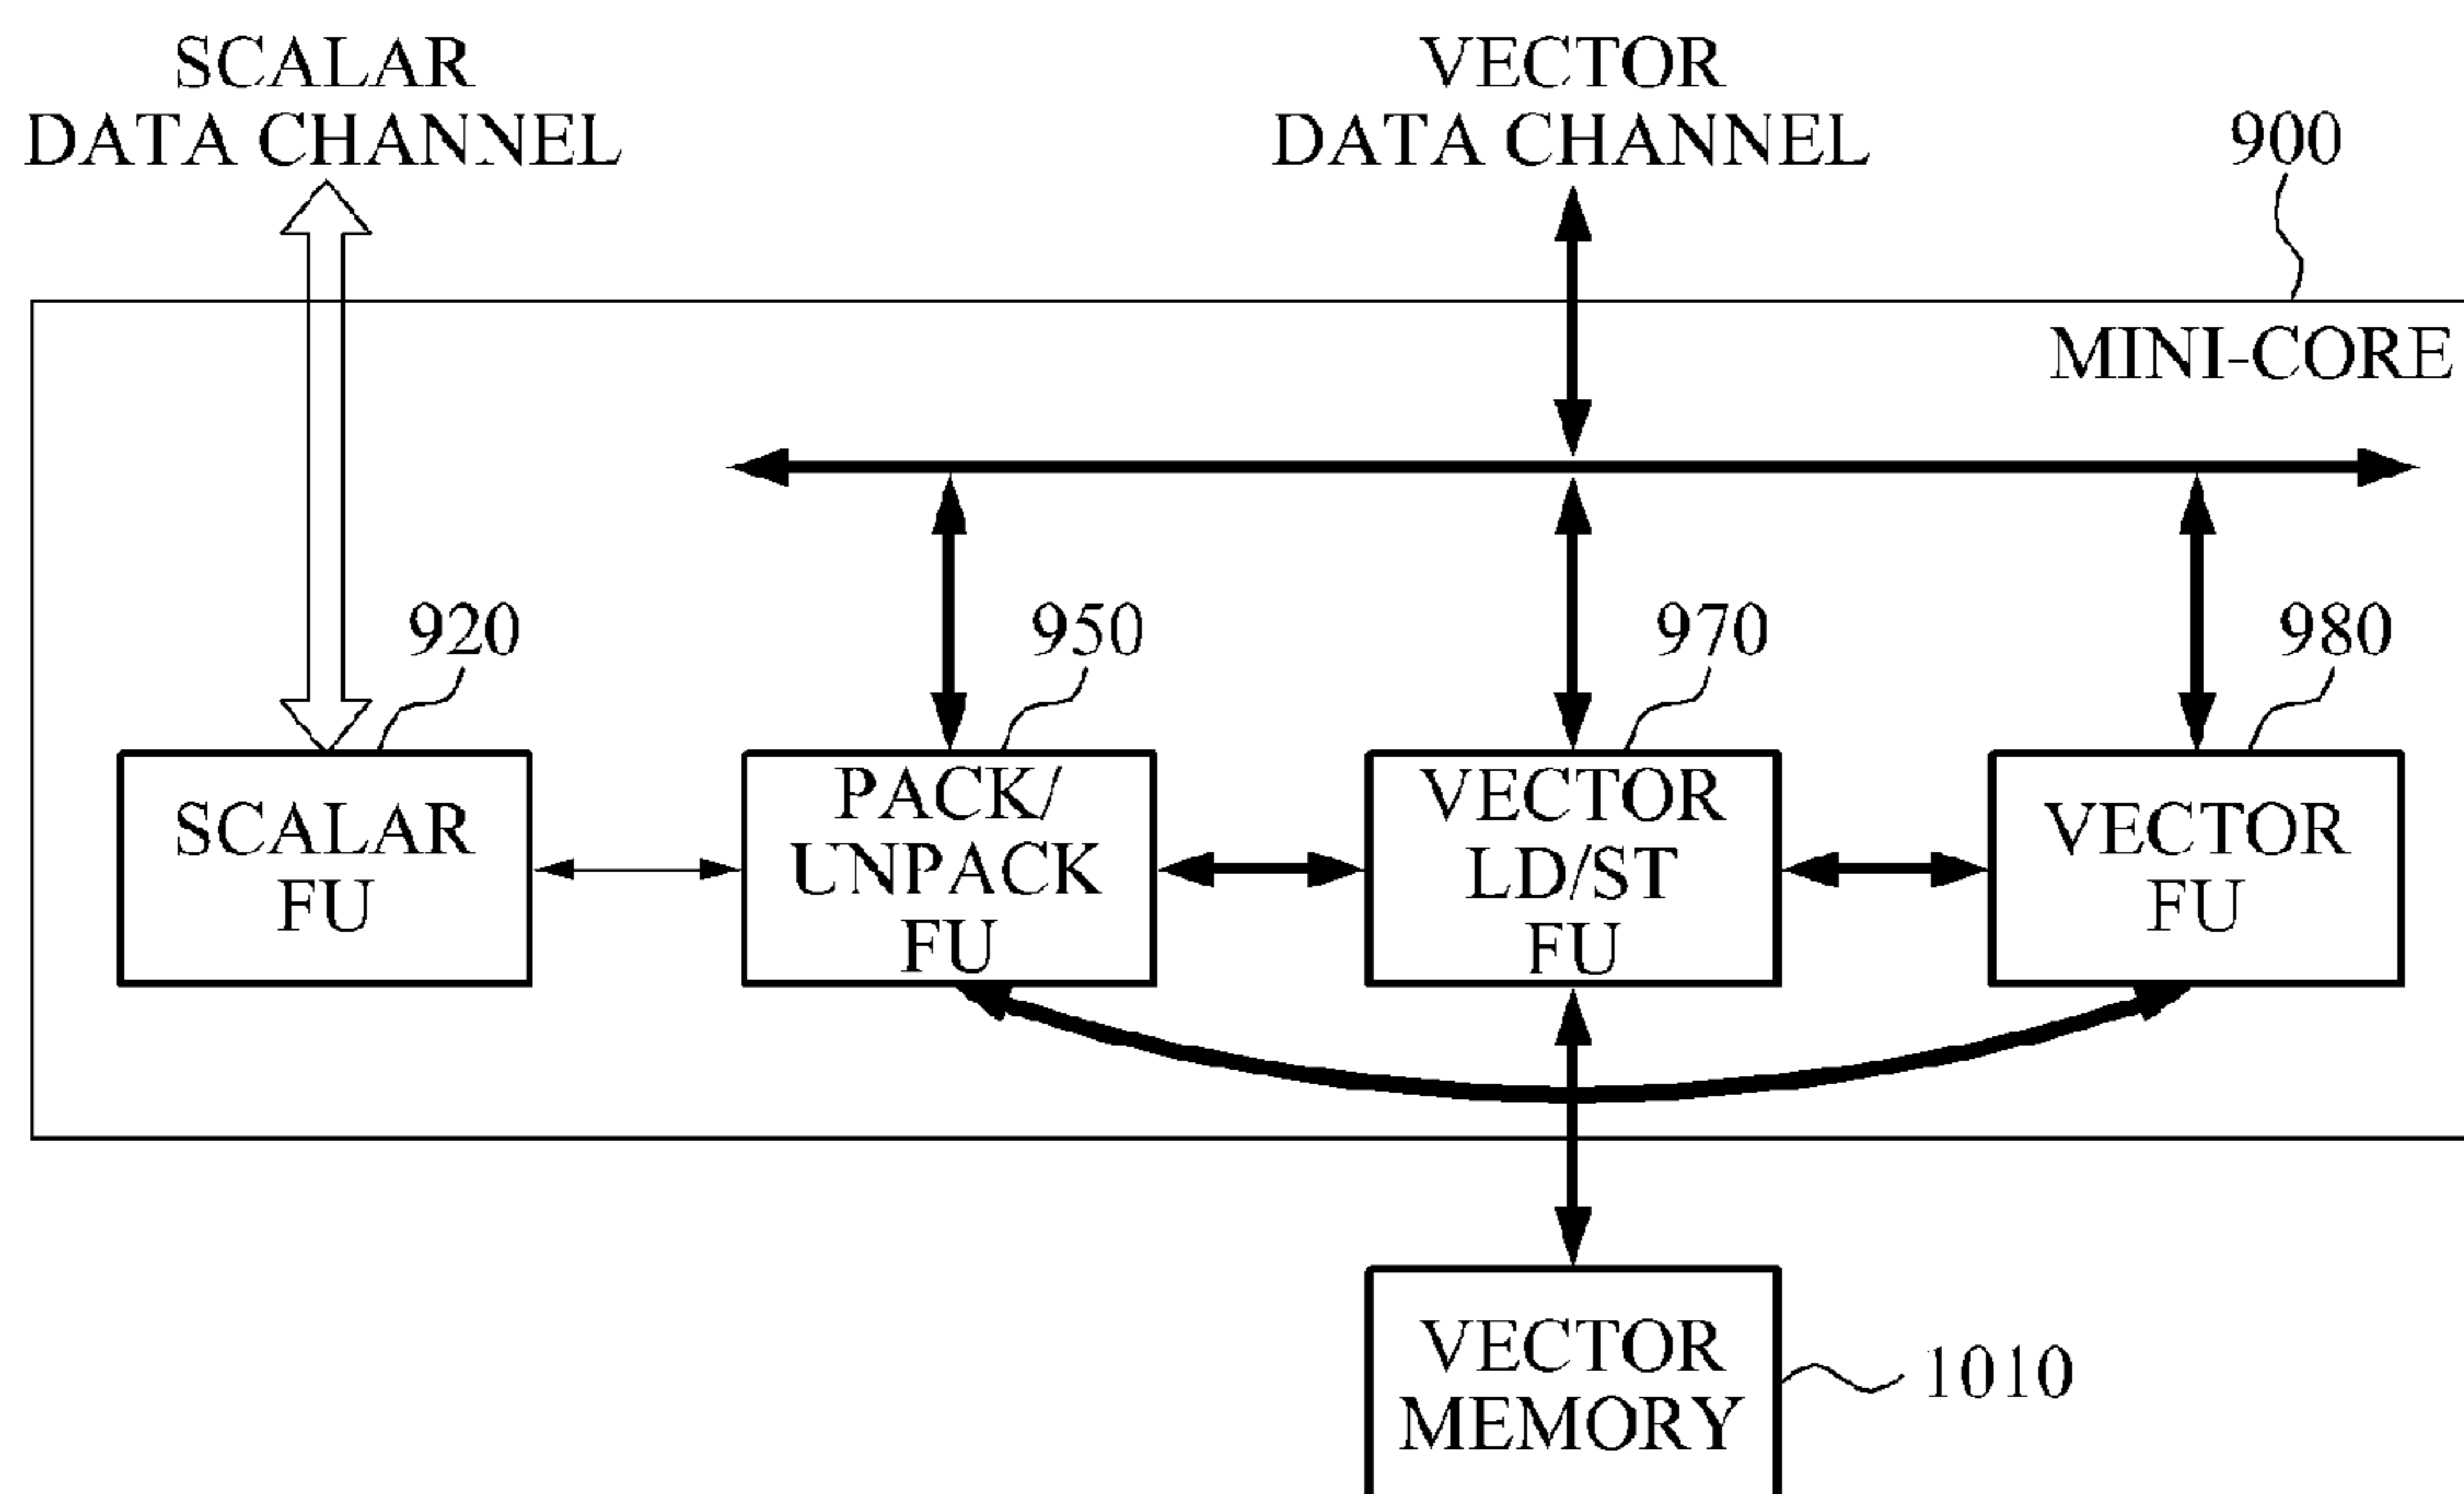 SCALAR
DATA CHANNEL
VECTOR
DATA CHANNEL
900
MINI-CORE
920
950
970
980
SCALAR
FU
PACK/
UNPACK
FU
VECTOR
LD/ST
FU
VECTOR
FU
VECTOR
MEMORY
1010